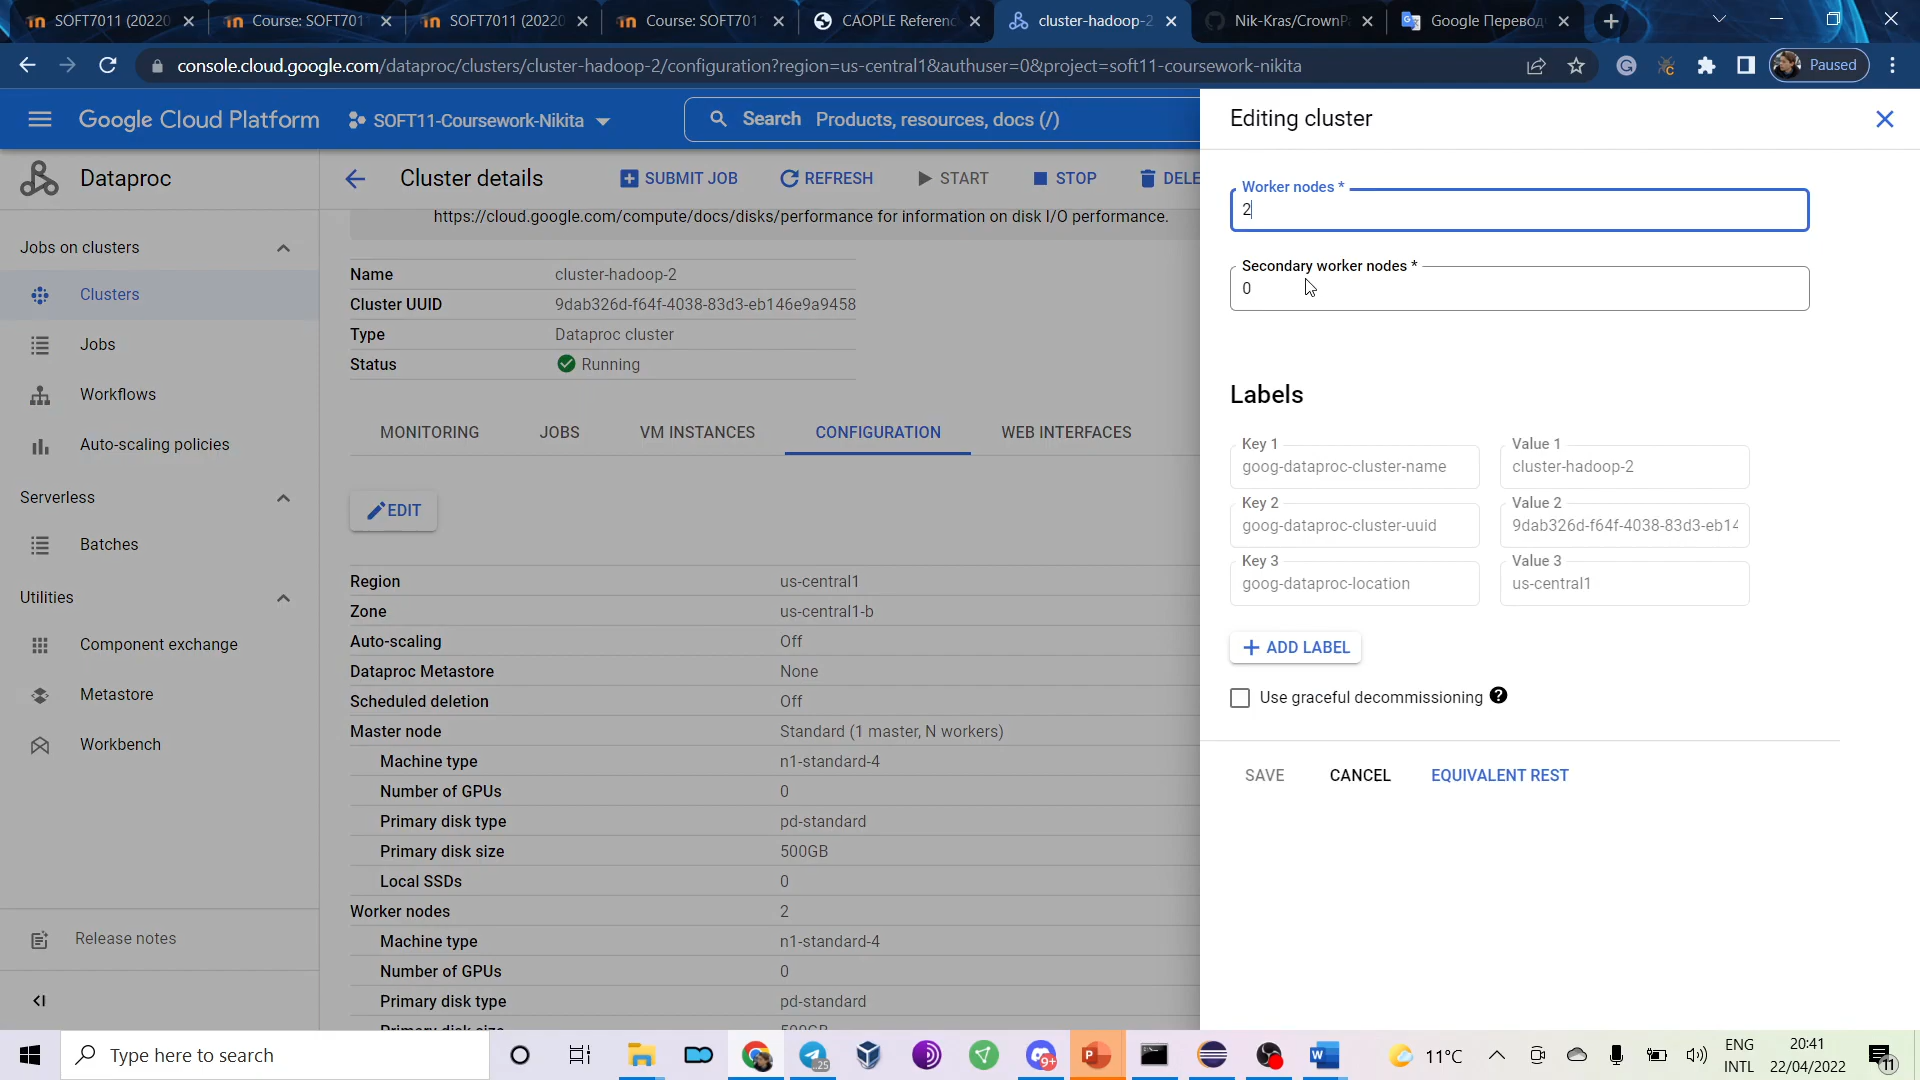 SOFT7011 (20220
Course: SOFT701
SOFT7011 (20220
Course: SOFT701
CAOPLE Referenc
cluster-hadoop-2
Nik-Kras/CrownP
Google Перевод
console.cloud.google.com/dataproc/clusters/cluster-hadoop-2/configuration?region=us-central1&authuser=0&project=soft11-coursework-nikita
Paused
Google Cloud Platform
SOFT11-Coursework-Nikita
Search Products, resources, docs (/)
Editing cluster
Dataproc
Cluster details
SUBMIT JOB
REFRESH
START
STOP
DELE
https://cloud.google.com/compute/docs/disks/performance for information on disk I/O performance.
Jobs on clusters
Clusters
Jobs
Workflows
Auto-scaling policies
Serverless
Batches
Utilities
Component exchange
Metastore
Workbench
Release notes
Name cluster-hadoop-2
Cluster UUID 9dab326d-f64f-4038-83d3-eb146e9a9458
Type Dataproc cluster
Status Running
MONITORING JOBS VM INSTANCES CONFIGURATION WEB INTERFACES
EDIT
Region us-central1
Zone us-central1-b
Auto-scaling Off
Dataproc Metastore None
Scheduled deletion Off
Master node Standard (1 master, N workers)
Machine type n1-standard-4
Number of GPUs 0
Primary disk type pd-standard
Primary disk size 500GB
Local SSDs 0
Worker nodes 2
Machine type n1-standard-4
Number of GPUs 0
Primary disk type pd-standard
Primary disk size 500GB
Worker nodes *
2
Secondary worker nodes *
0
Labels
Key 1 Value 1
goog-dataproc-cluster-name cluster-hadoop-2
Key 2 Value 2
goog-dataproc-cluster-uuid 9dab326d-f64f-4038-83d3-eb14
Key 3 Value 3
goog-dataproc-location us-central1
ADD LABEL
Use graceful decommissioning
SAVE CANCEL EQUIVALENT REST
Type here to search
25
9+
11°C
ENG
INTL
20:41
22/04/2022
11